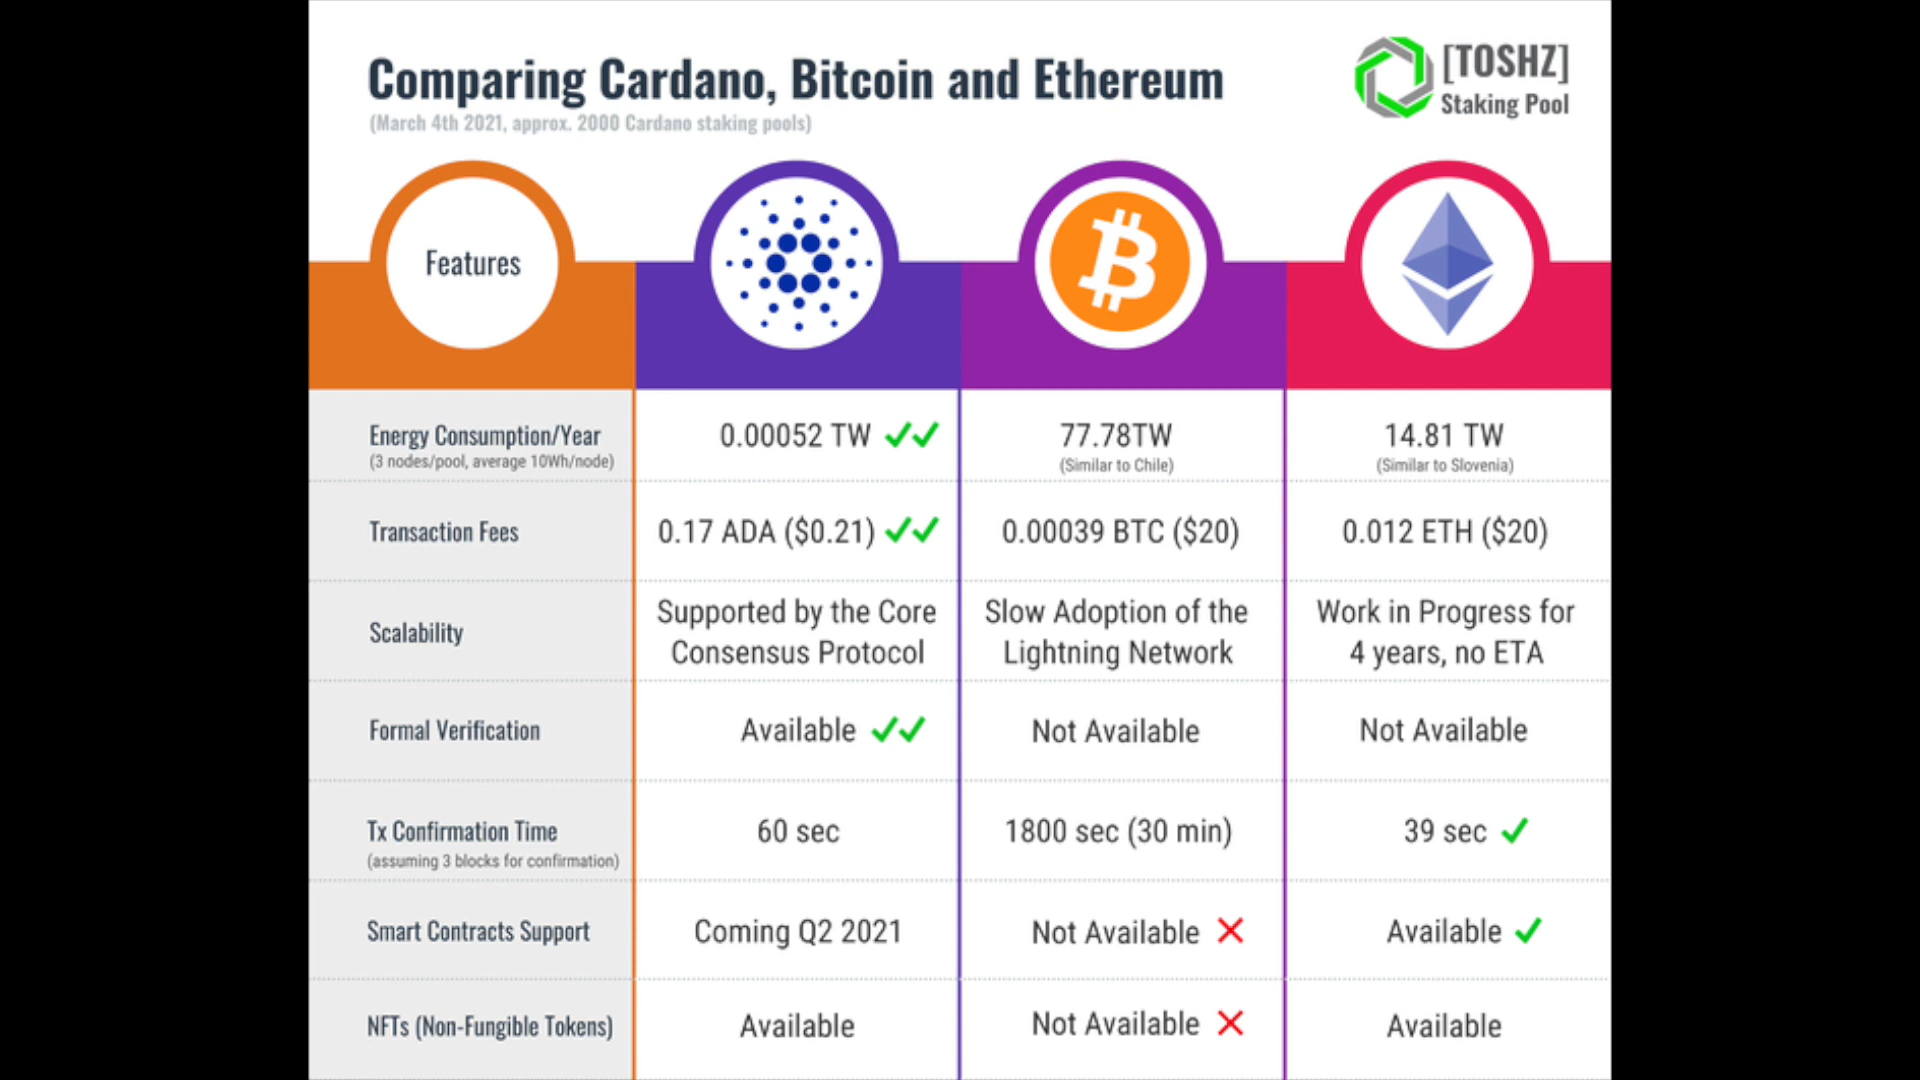 Comparing Cardano, Bitcoin and Ethereum
(March 4th 2021, approx. 2000 Cardano staking pools)
[TOSHZ]
Staking Pool
Features
Energy Consumption/Year
(3 nodes/pool, average 10Wh/node)
0.00052 TW
77.78TW
(Similar to Chile)
14.81 TW
(Similar to Slovenia)
Transaction Fees
0.17 ADA ($0.21)
0.00039 BTC ($20)
0.012 ETH ($20)
Scalability
Supported by the Core
Consensus Protocol
Slow Adoption of the
Lightning Network
Work in Progress for
4 years, no ETA
Formal Verification
Available
Not Available
Not Available
Tx Confirmation Time
(assuming 3 blocks for confirmation)
60 sec
1800 sec (30 min)
39 sec
Smart Contracts Support
Coming Q2 2021
Not Available
Available
NFTs (Non-Fungible Tokens)
Available
Not Available
Available